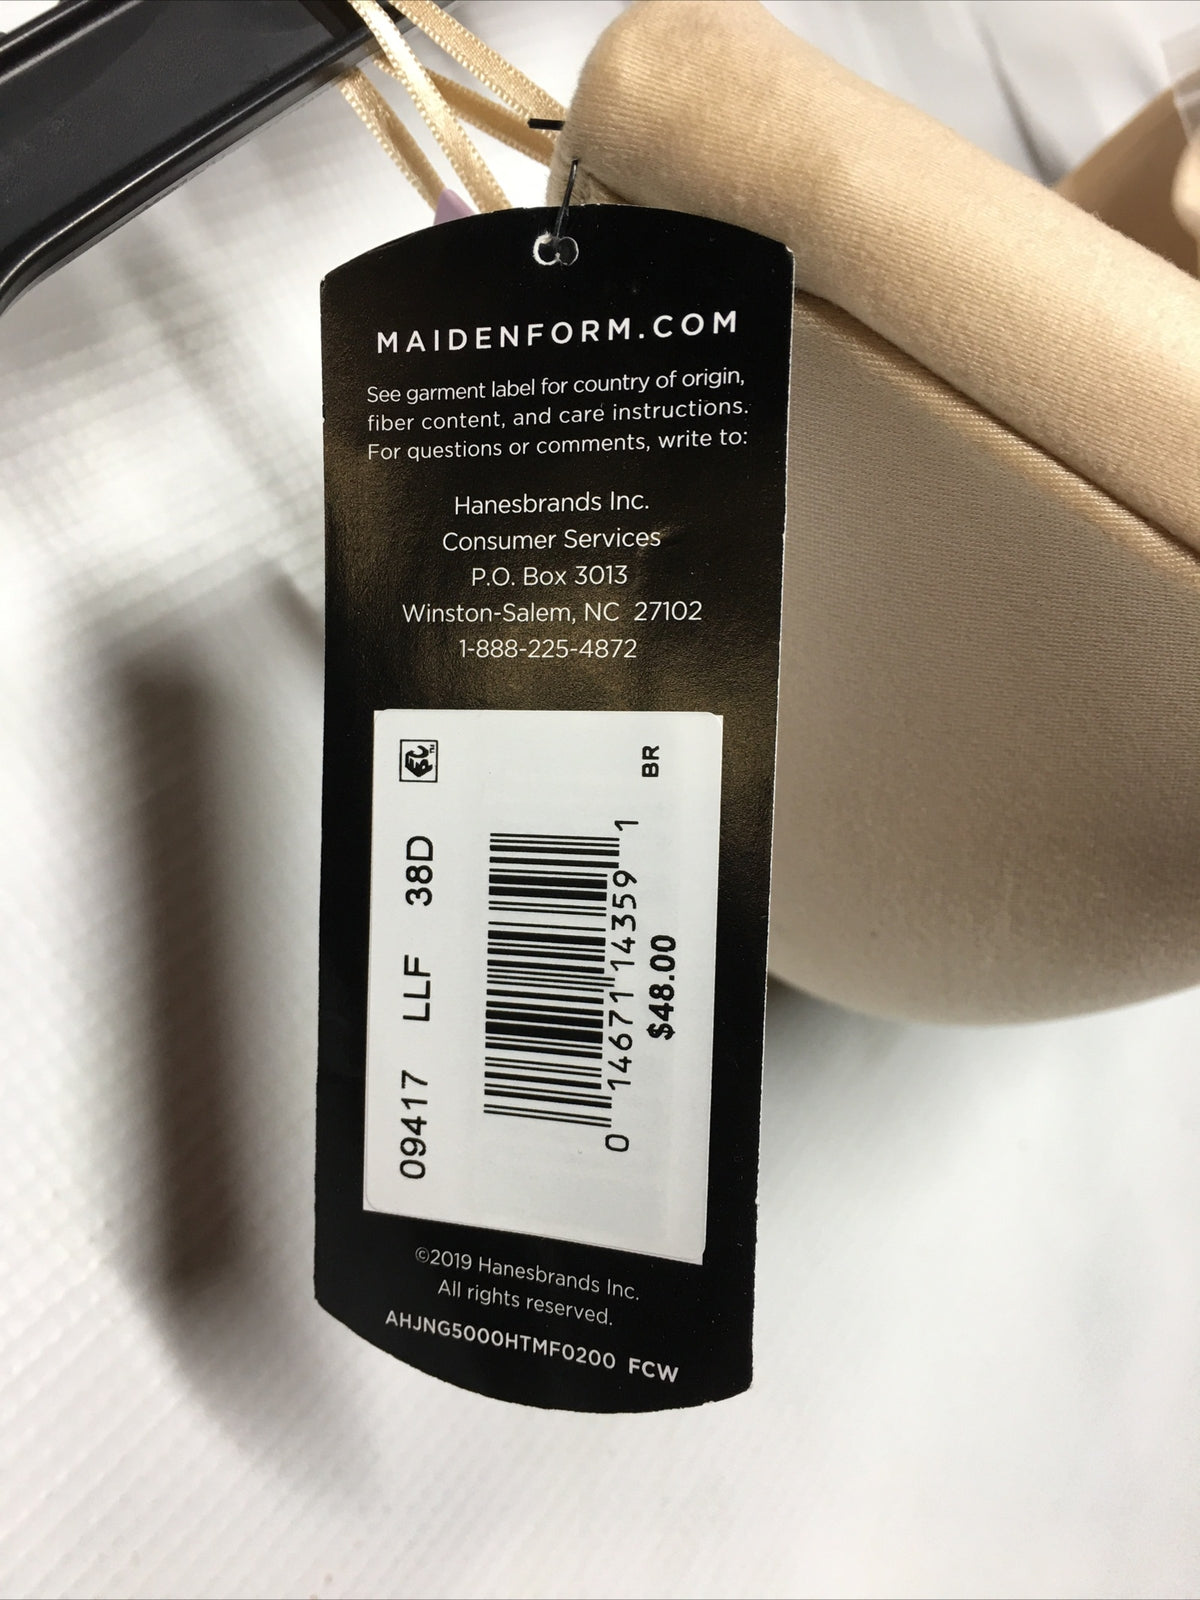 MAIDENFORM.COM
See garment label for country of origin,
fiber content, and care instructions.
For questions or comments, write to:
Hanesbrands Inc.
Consumer Services
P.O. Box 3013
Winston-Salem, NC 27102
1-888-225-4872
09417 LLF 38D
0 14671 14359 1
$48.00
BR
©2019 Hanesbrands Inc.
All rights reserved.
AHJNG5000HTMF0200 FCW